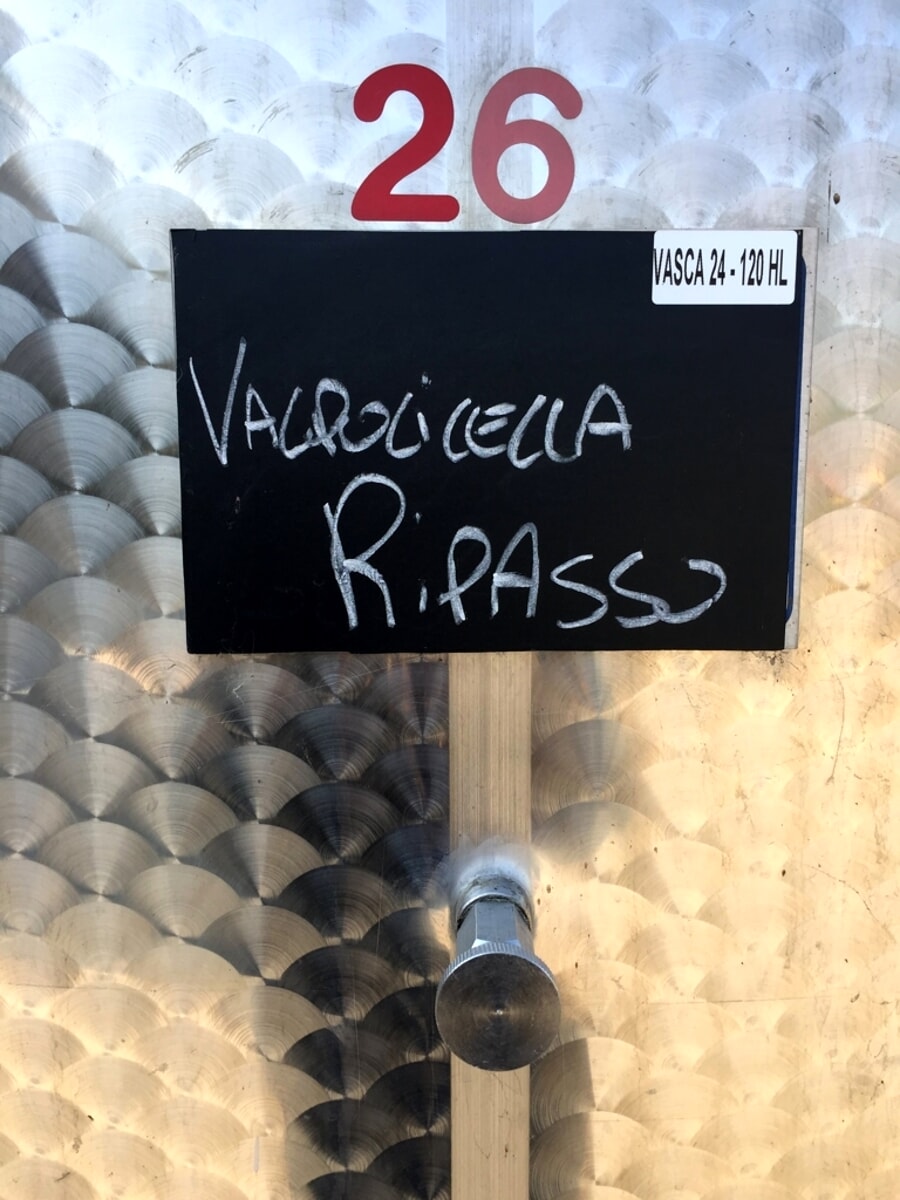 26
VASCA 24 - 120 HL
VALPOLICELLA
RiPASSO